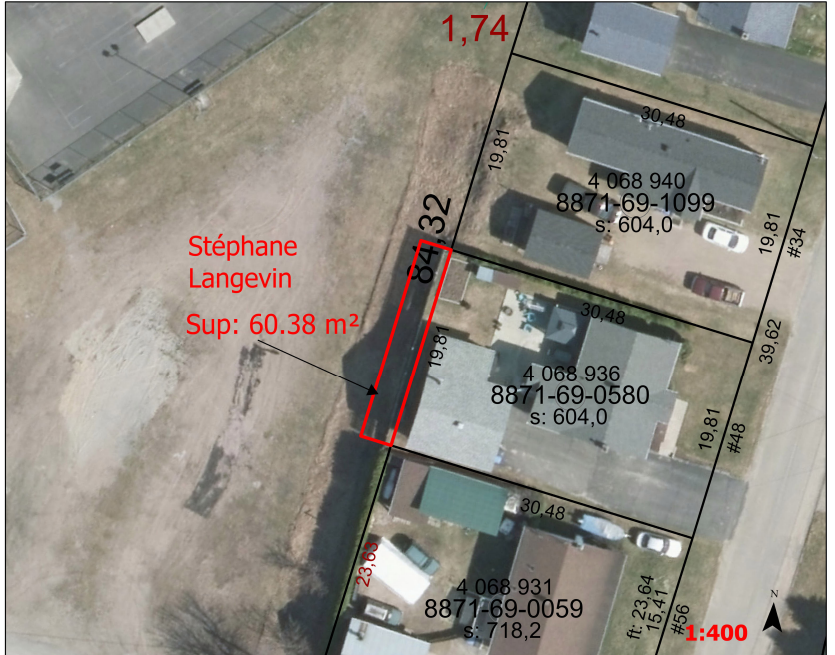 1,74
30,48
19,81
4 068 940
8871-69-1099
s: 604,0
19,81
#34
84,32
Stéphane
Langevin
Sup: 60.38 m²
30,48
39,62
19,81
4 068 936
8871-69-0580
s: 604,0
19,81
#48
30,48
23,63
4 068 931
8871-69-0059
s: 718,2
ft: 23,64
15,41
#56
1:400
N